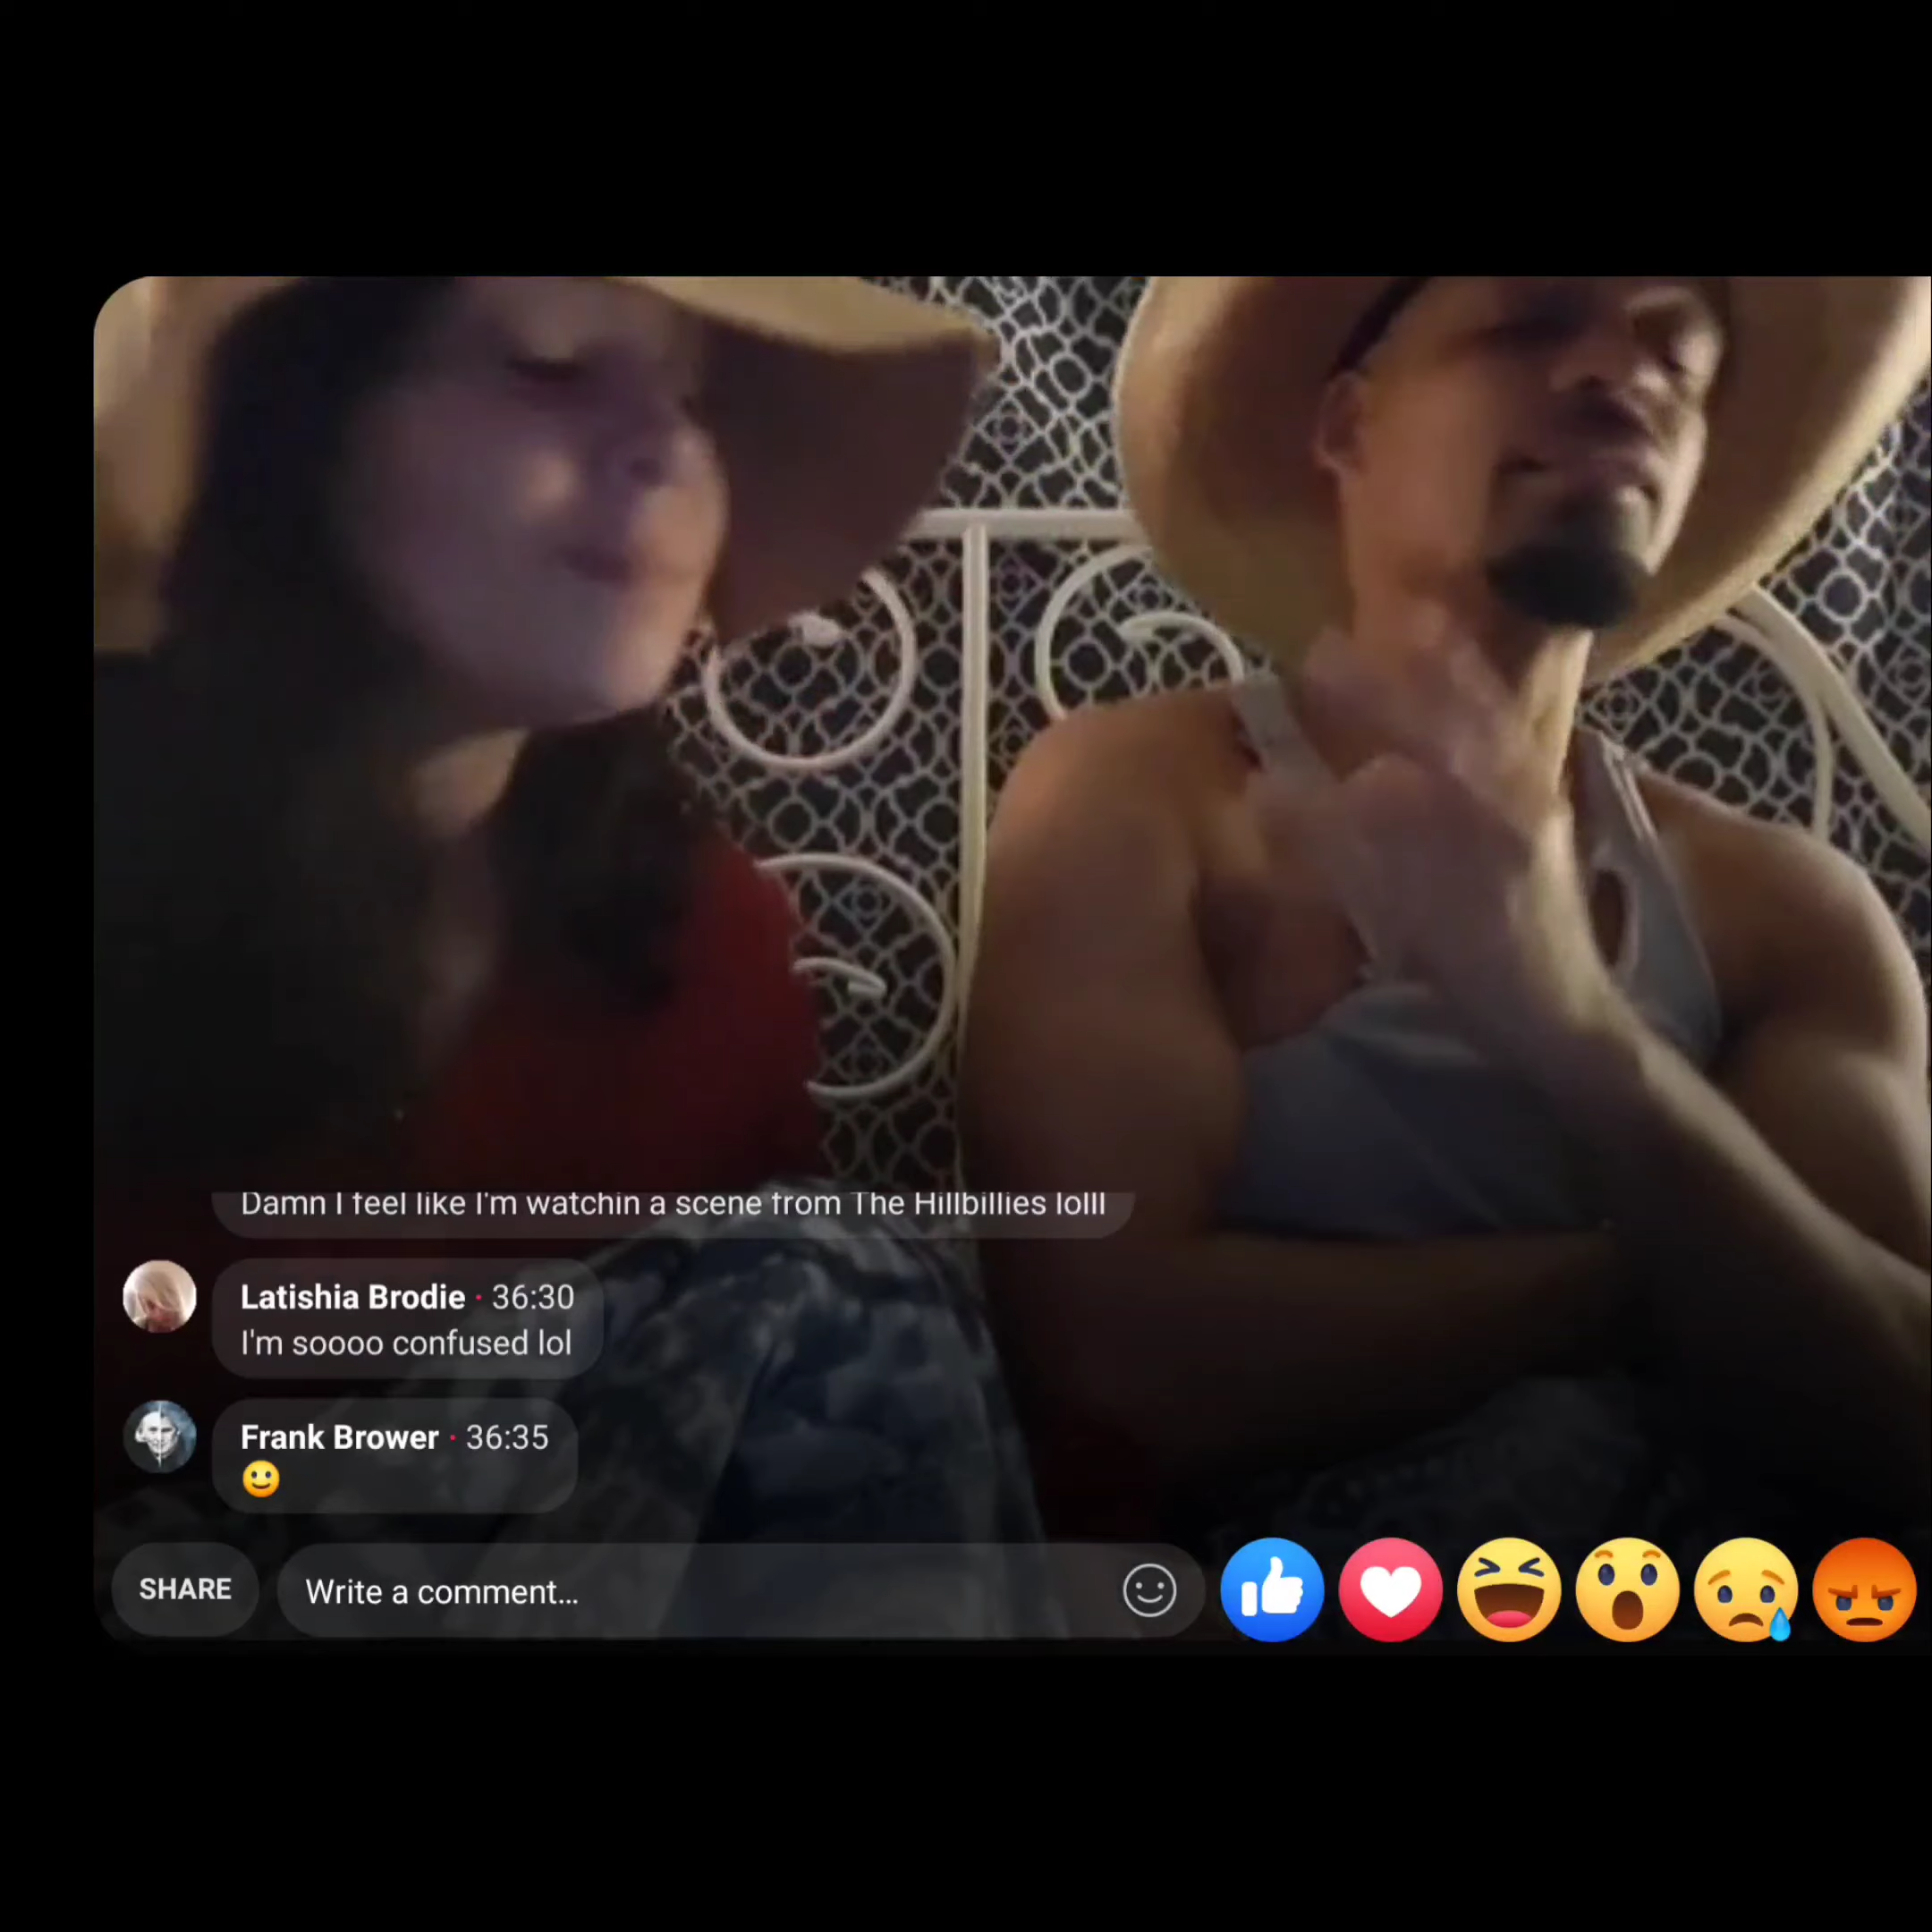 Damn I feel like I'm watchin a scene from The Hillbillies lolll
Latishia Brodie · 36:30
I'm soooo confused lol
Frank Brower · 36:35
🙂
SHARE
Write a comment...